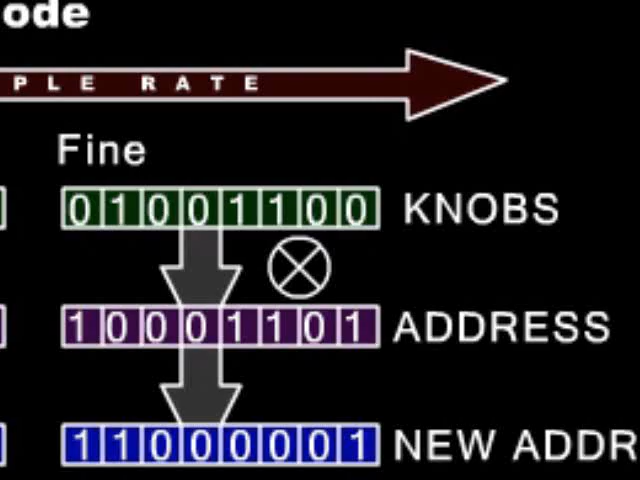 ode
PLE RATE
Fine
01001100 KNOBS
10001101 ADDRESS
11000001 NEW ADDR